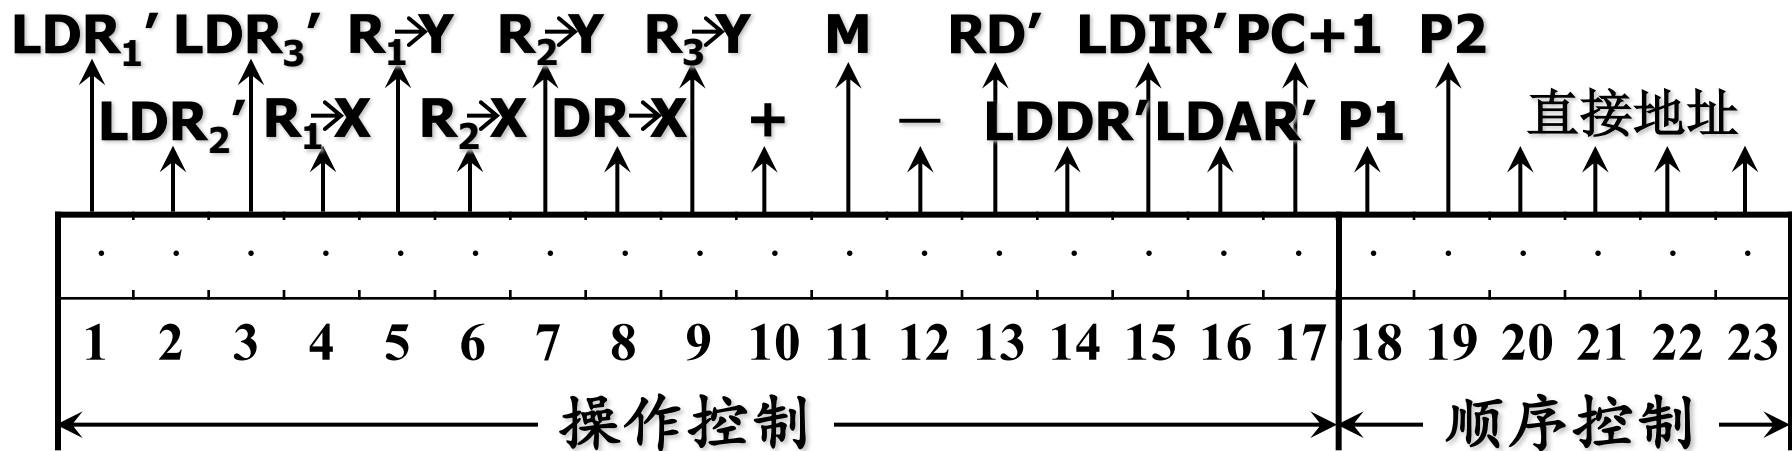 LDR₁′ LDR₃′ R₁→Y R₂→Y R₃→Y M RD′ LDIR′ PC+1 P2
LDR₂′ R₁→X R₂→X DR→X + − LDDR′ LDAR′ P1 直接地址
· · · · · · · · · · · · · · · · · · · · · · ·
1 2 3 4 5 6 7 8 9 10 11 12 13 14 15 16 17 18 19 20 21 22 23
操作控制 顺序控制